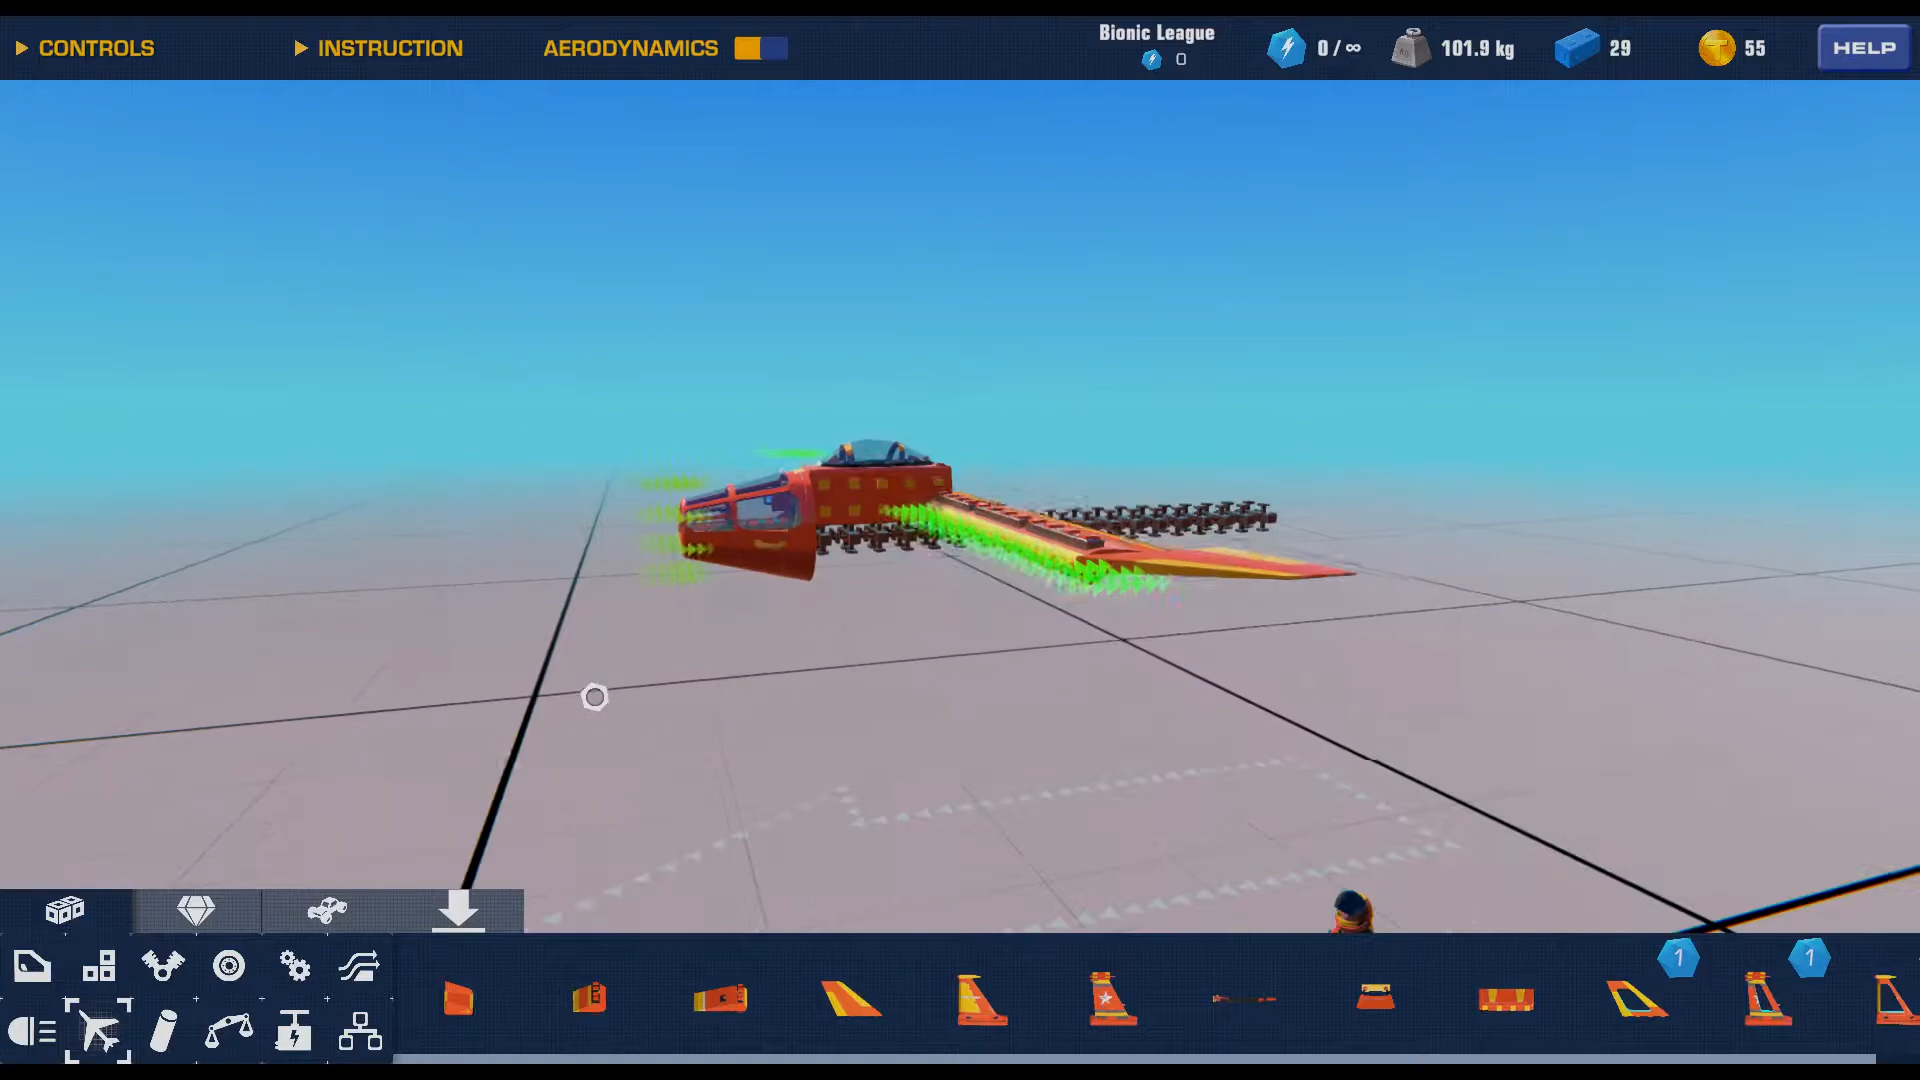 CONTROLS
INSTRUCTION
AERODYNAMICS
Bionic League
0
0 / ∞
101.9 kg
29
55
HELP
1
1